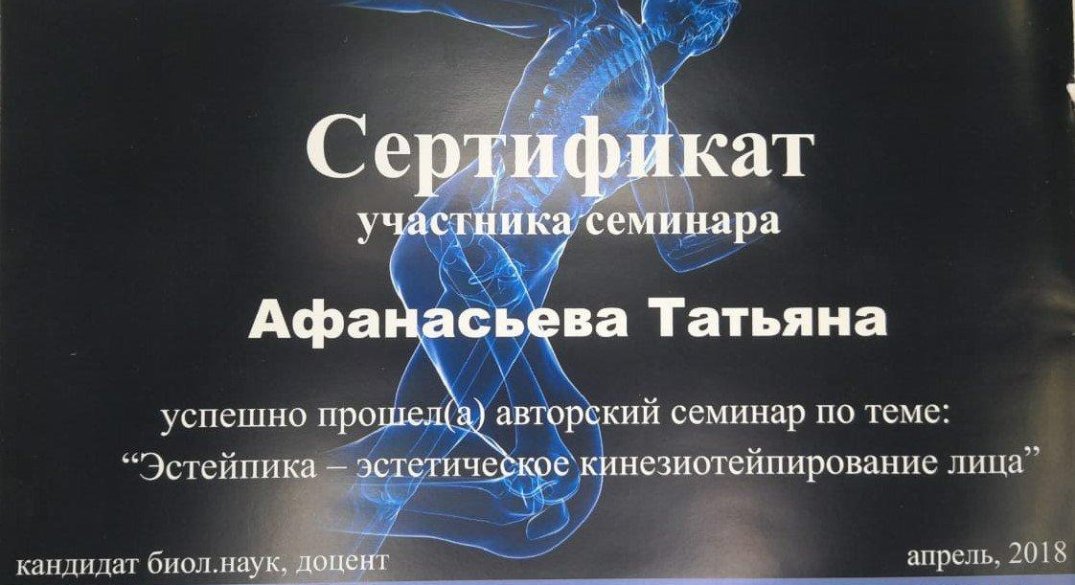 Сертификат
участника семинара
Афанасьева Татьяна
успешно прошел(а) авторский семинар по теме:
“Эстейпика – эстетическое кинезиотейпирование лица”
кандидат биол.наук, доцент
апрель, 2018